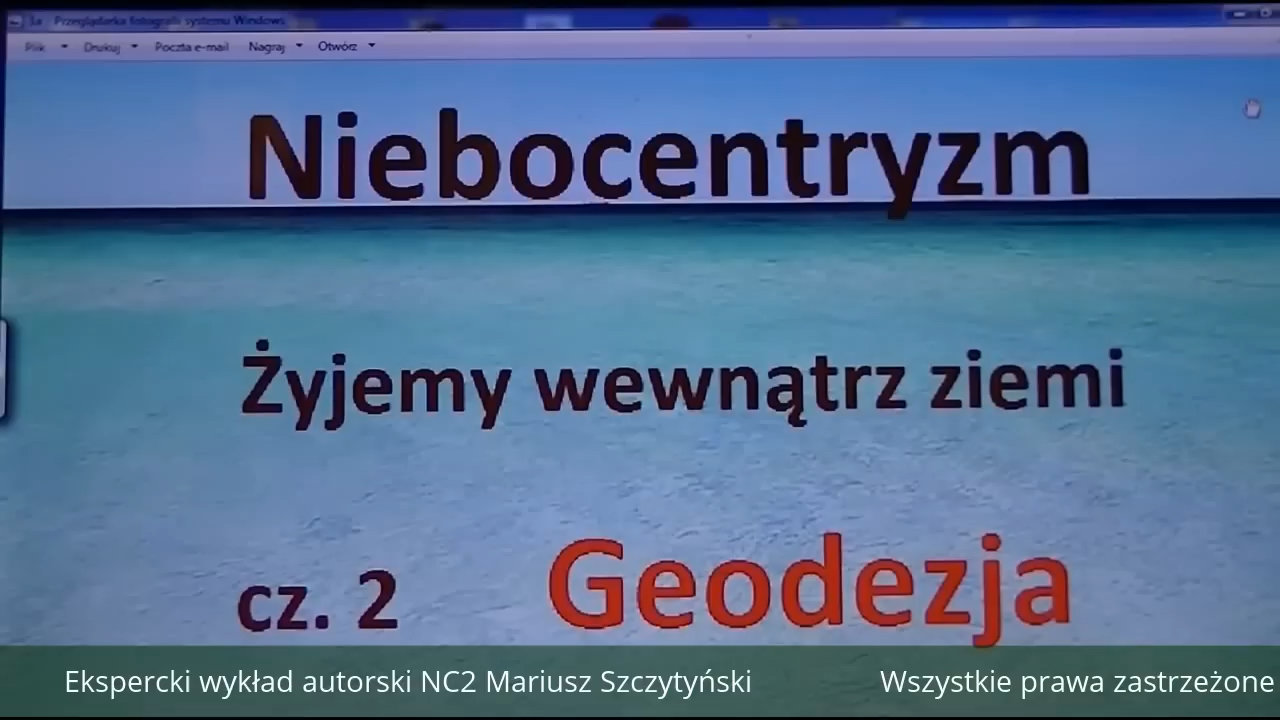 3a - Przeglądarka fotografii systemu Windows
Plik Drukuj Poczta e-mail Nagraj Otwórz
Niebocentryzm
Żyjemy wewnątrz ziemi
cz. 2 Geodezja
Ekspercki wykład autorski NC2 Mariusz Szczytyński Wszystkie prawa zastrzeżone